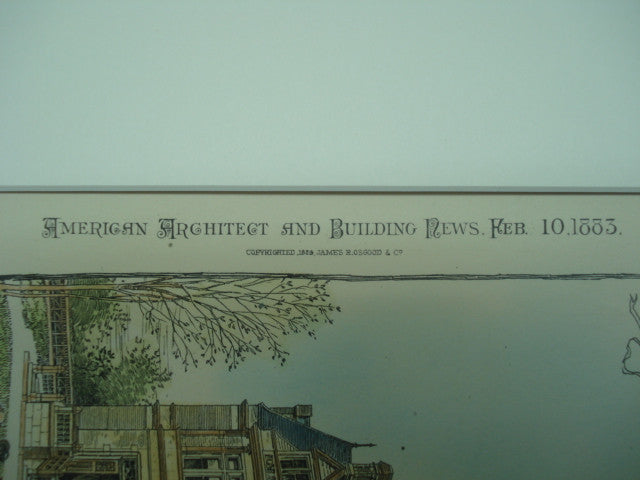 American Architect and Building News. Feb. 10.1883.
Copyrighted, 1883, James R. Osgood & Co